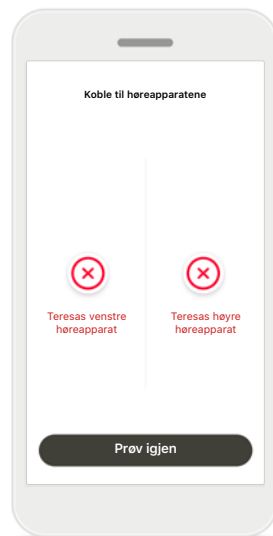 Koble til høreapparatene
Teresas venstre
høreapparat
Teresas høyre
høreapparat
Prøv igjen